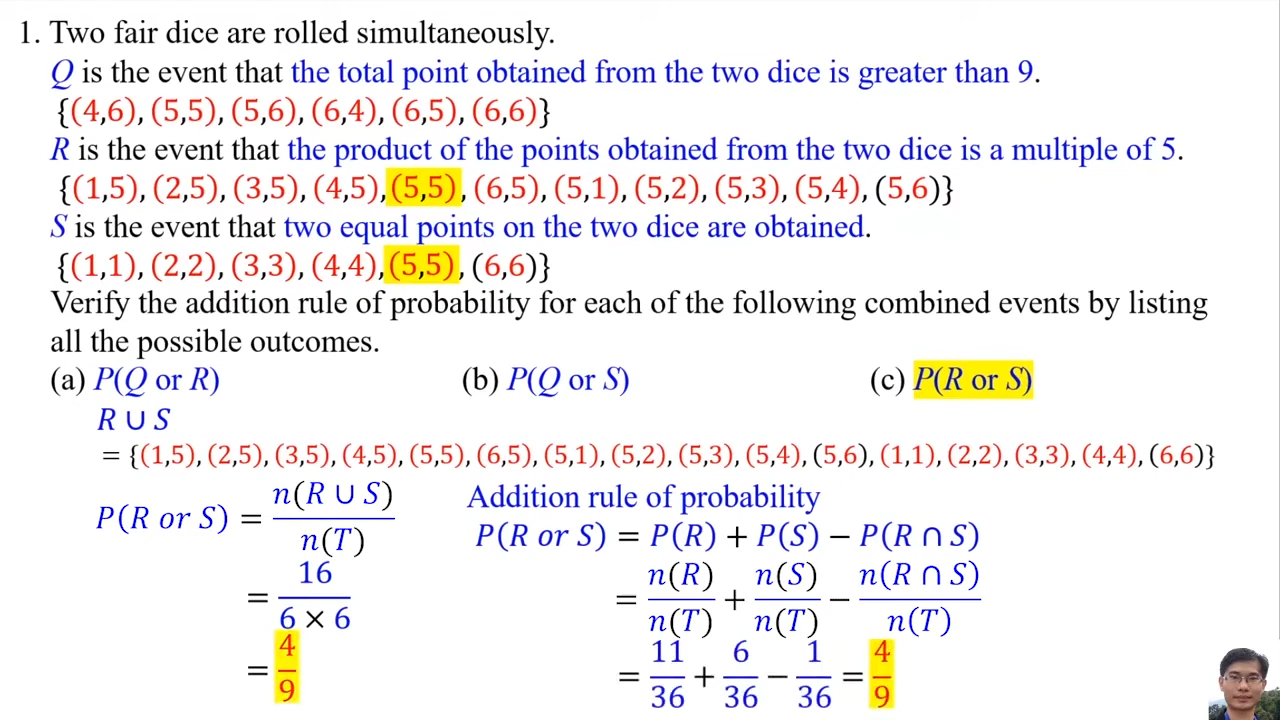 1. Two fair dice are rolled simultaneously.
Q is the event that the total point obtained from the two dice is greater than 9.
{(4,6), (5,5), (5,6), (6,4), (6,5), (6,6)}
R is the event that the product of the points obtained from the two dice is a multiple of 5.
{(1,5), (2,5), (3,5), (4,5), (5,5), (6,5), (5,1), (5,2), (5,3), (5,4), (5,6)}
S is the event that two equal points on the two dice are obtained.
{(1,1), (2,2), (3,3), (4,4), (5,5), (6,6)}
Verify the addition rule of probability for each of the following combined events by listing
all the possible outcomes.
(a) P(Q or R) (b) P(Q or S) (c) P(R or S)
R ∪ S
= {(1,5), (2,5), (3,5), (4,5), (5,5), (6,5), (5,1), (5,2), (5,3), (5,4), (5,6), (1,1), (2,2), (3,3), (4,4), (6,6)}
P(R or S) = n(R ∪ S)/n(T)
= 16/(6 × 6)
= 4/9
Addition rule of probability
P(R or S) = P(R) + P(S) − P(R ∩ S)
= n(R)/n(T) + n(S)/n(T) − n(R ∩ S)/n(T)
= 11/36 + 6/36 − 1/36 = 4/9